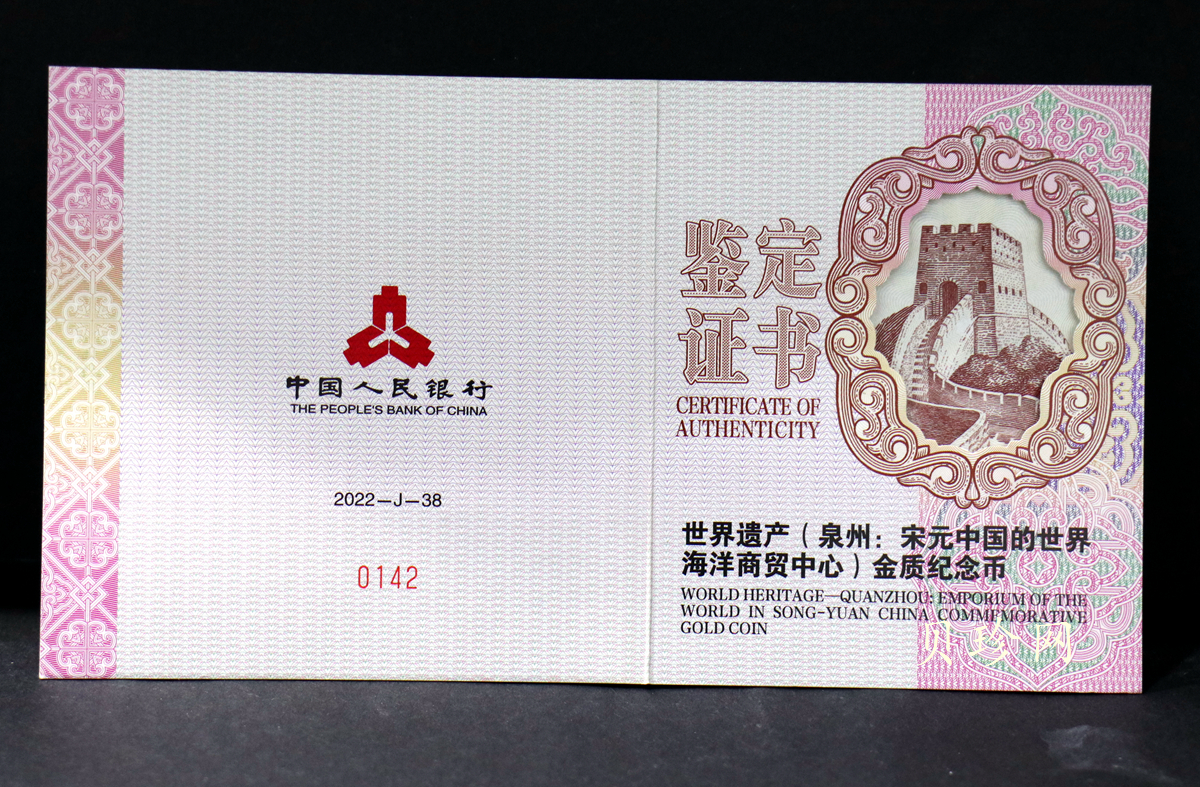 中国人民银行
THE PEOPLE'S BANK OF CHINA
2022—J—38
0142
鉴定
证书
CERTIFICATE OF
AUTHENTICITY
世界遗产（泉州：宋元中国的世界
海洋商贸中心）金质纪念币
WORLD HERITAGE—QUANZHOU: EMPORIUM OF THE
WORLD IN SONG-YUAN CHINA COMMEMORATIVE
GOLD COIN
贝珍网